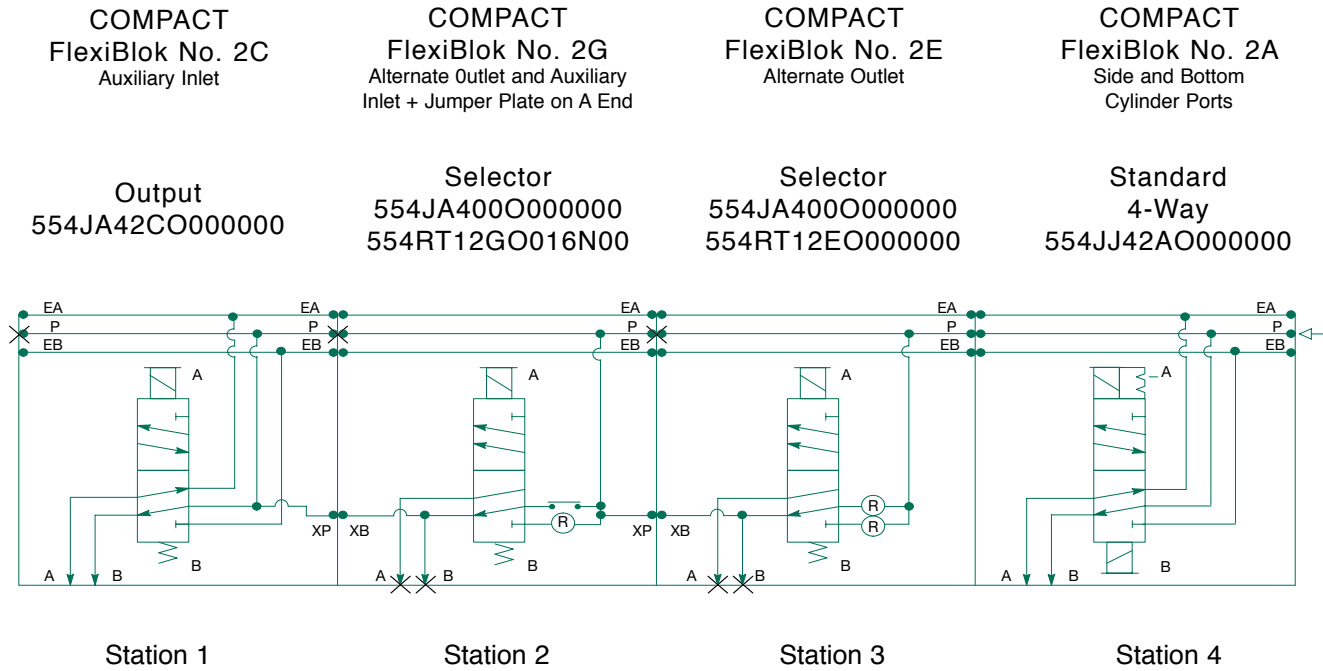 COMPACT
FlexiBlok No. 2C
Auxiliary Inlet
COMPACT
FlexiBlok No. 2G
Alternate 0utlet and Auxiliary
Inlet + Jumper Plate on A End
COMPACT
FlexiBlok No. 2E
Alternate Outlet
COMPACT
FlexiBlok No. 2A
Side and Bottom
Cylinder Ports
Output
554JA42CO000000
Selector
554JA400O000000
554RT12GO016N00
Selector
554JA400O000000
554RT12EO000000
Standard
4-Way
554JJ42AO000000
EA EA EA EA EA
P P P P P
EB EB EB EB EB
A A A A
R R
R
XP XB XP XB
B B B B
A B A B A B A B
Station 1 Station 2 Station 3 Station 4